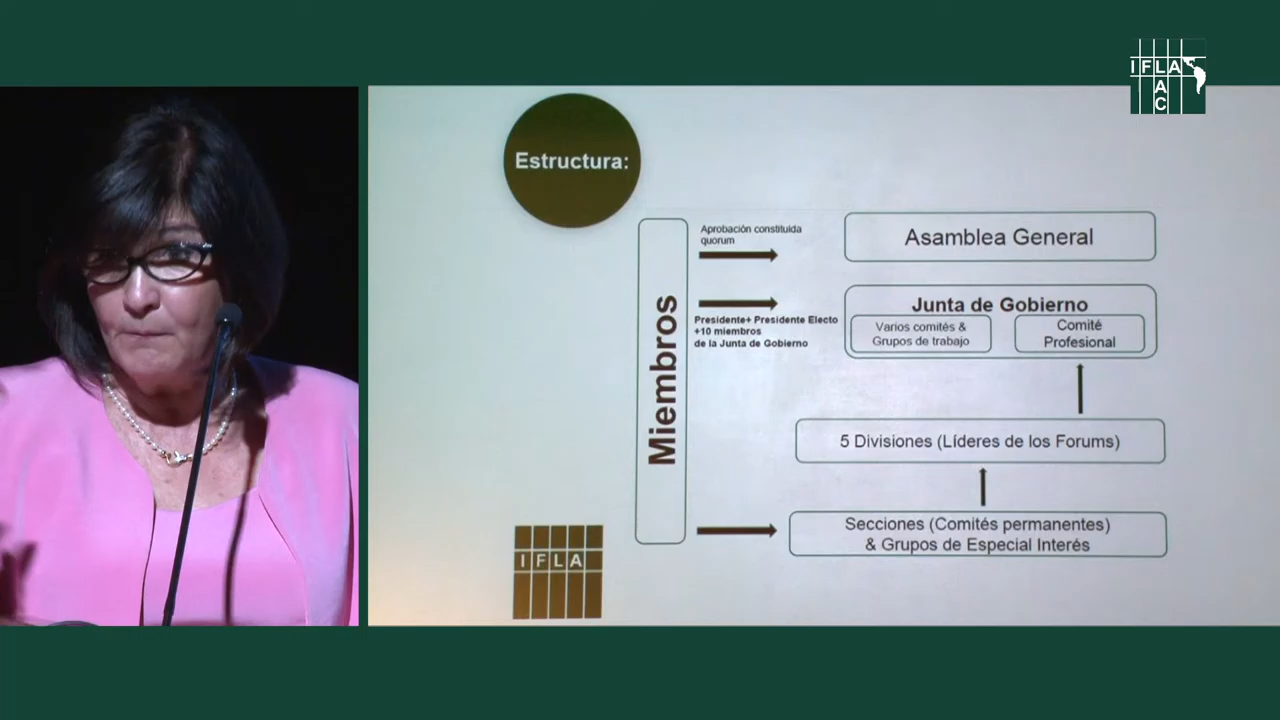 IFLA
A
C
Estructura:
Miembros
Aprobación constituida
quorum
Asamblea General
Presidente+ Presidente Electo
+10 miembros
de la Junta de Gobierno
Junta de Gobierno
Varios comités &
Grupos de trabajo
Comité
Profesional
5 Divisiones (Líderes de los Forums)
Secciones (Comités permanentes)
& Grupos de Especial Interés
IFLA